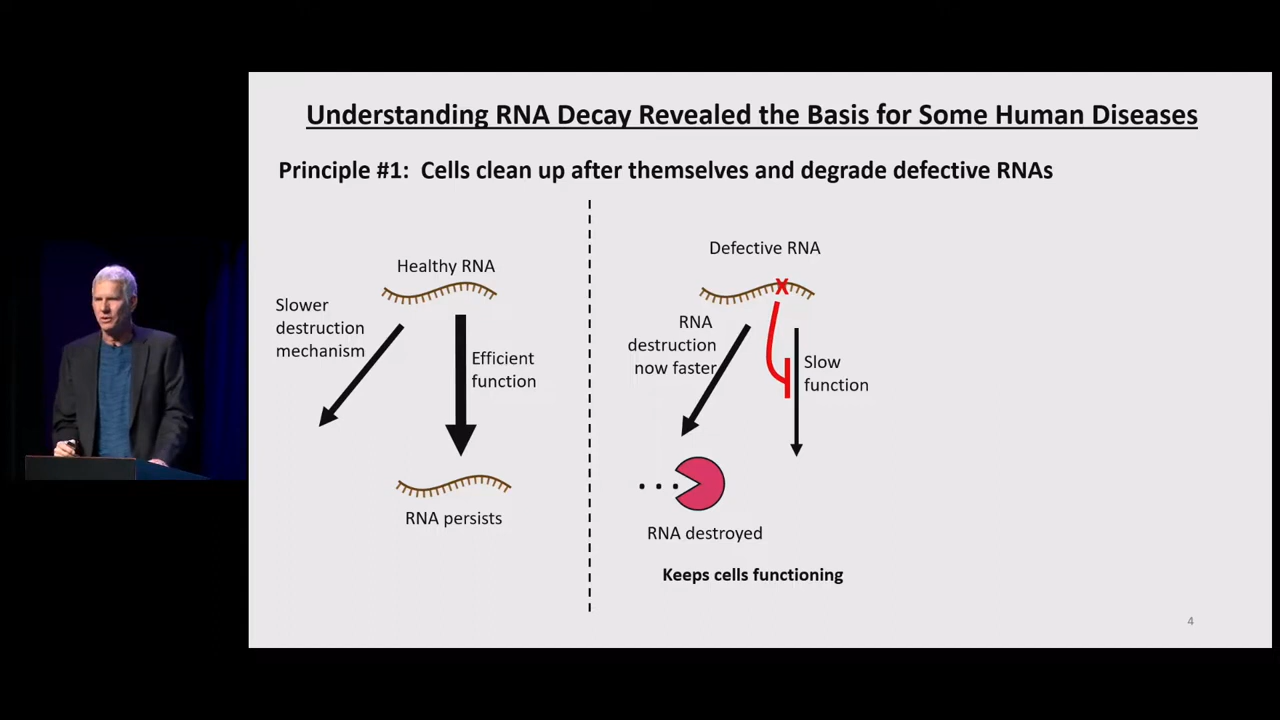 Understanding RNA Decay Revealed the Basis for Some Human Diseases
Principle #1: Cells clean up after themselves and degrade defective RNAs
Healthy RNA
Slower
destruction
mechanism
Efficient
function
RNA persists
Defective RNA
X
RNA
destruction
now faster
Slow
function
RNA destroyed
Keeps cells functioning
4